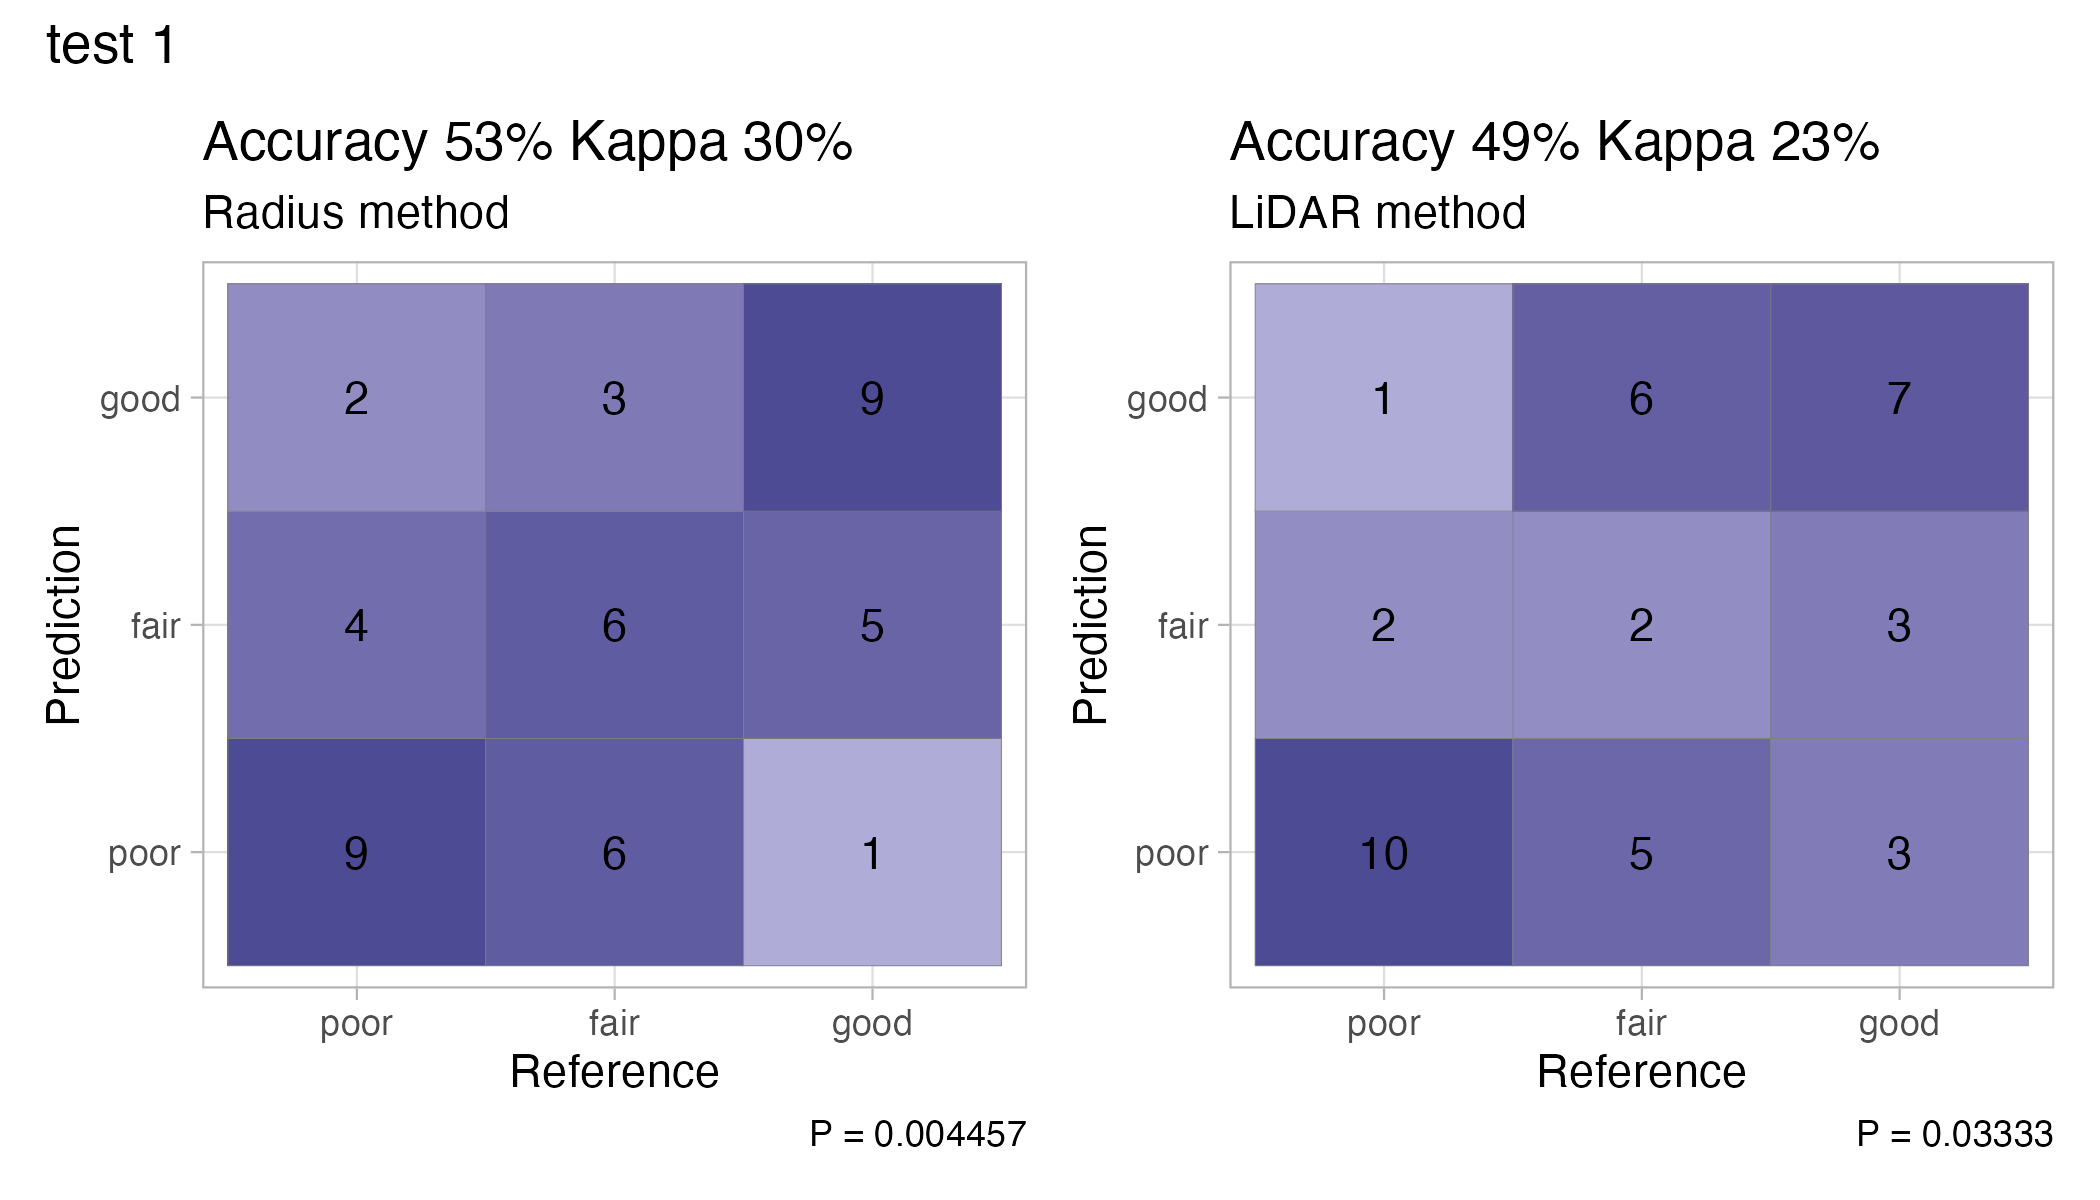 test 1
Accuracy 53% Kappa 30%
Radius method
good
2
3
9
fair
4
6
5
poor
9
6
1
Prediction
poor
fair
good
Reference
P = 0.004457
Accuracy 49% Kappa 23%
LiDAR method
good
1
6
7
fair
2
2
3
poor
10
5
3
Prediction
poor
fair
good
Reference
P = 0.03333